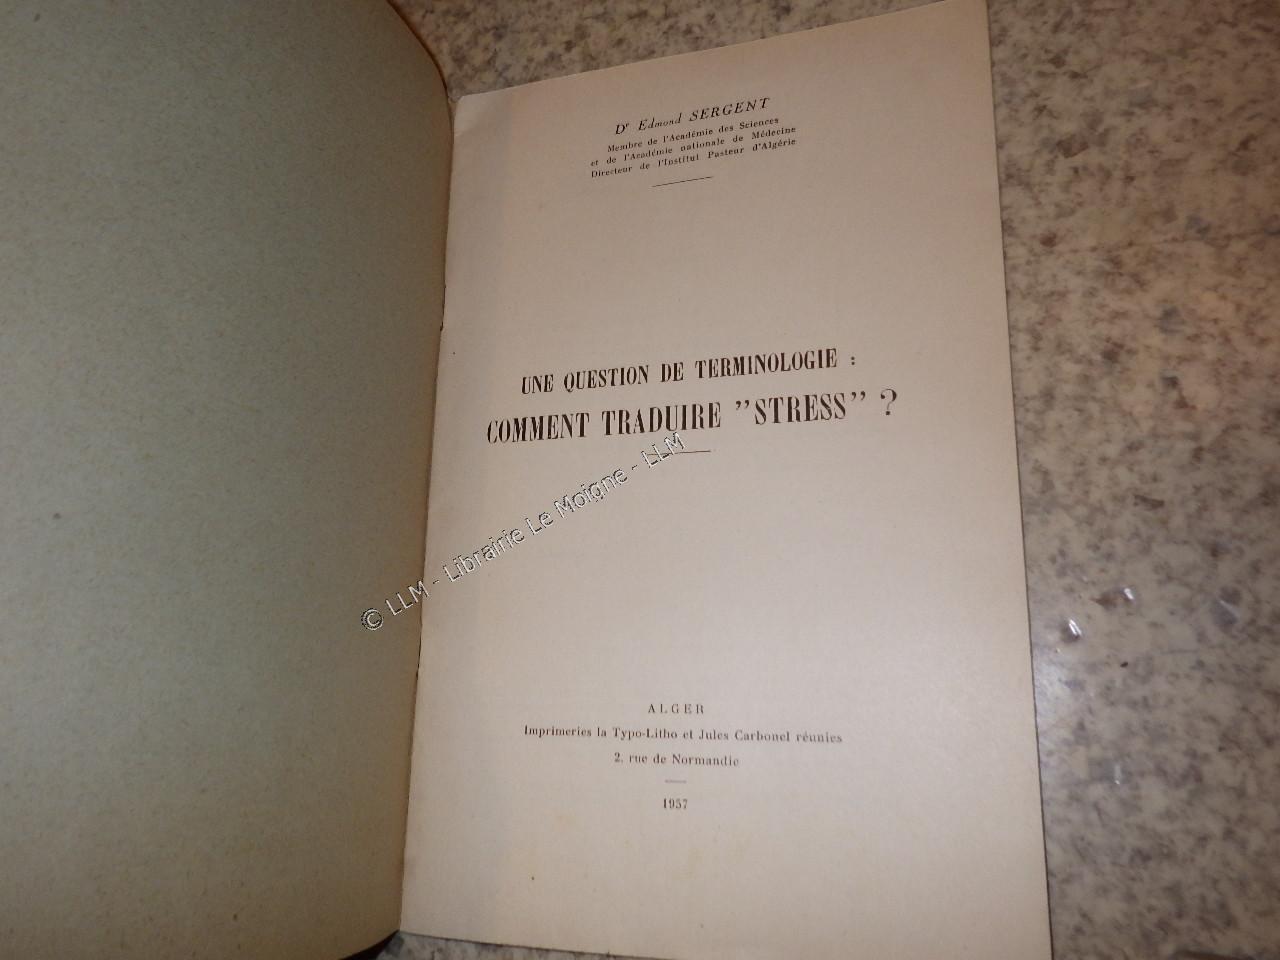 Dr Edmond SERGENT
Membre de l'Académie des Sciences
et de l'Académie nationale de Médecine
Directeur de l'Institut Pasteur d'Algérie
UNE QUESTION DE TERMINOLOGIE :
COMMENT TRADUIRE "STRESS" ?
© LLM - Librairie Le Moigne - LLM
ALGER
Imprimeries la Typo-Litho et Jules Carbonel réunies
2, rue de Normandie
1957